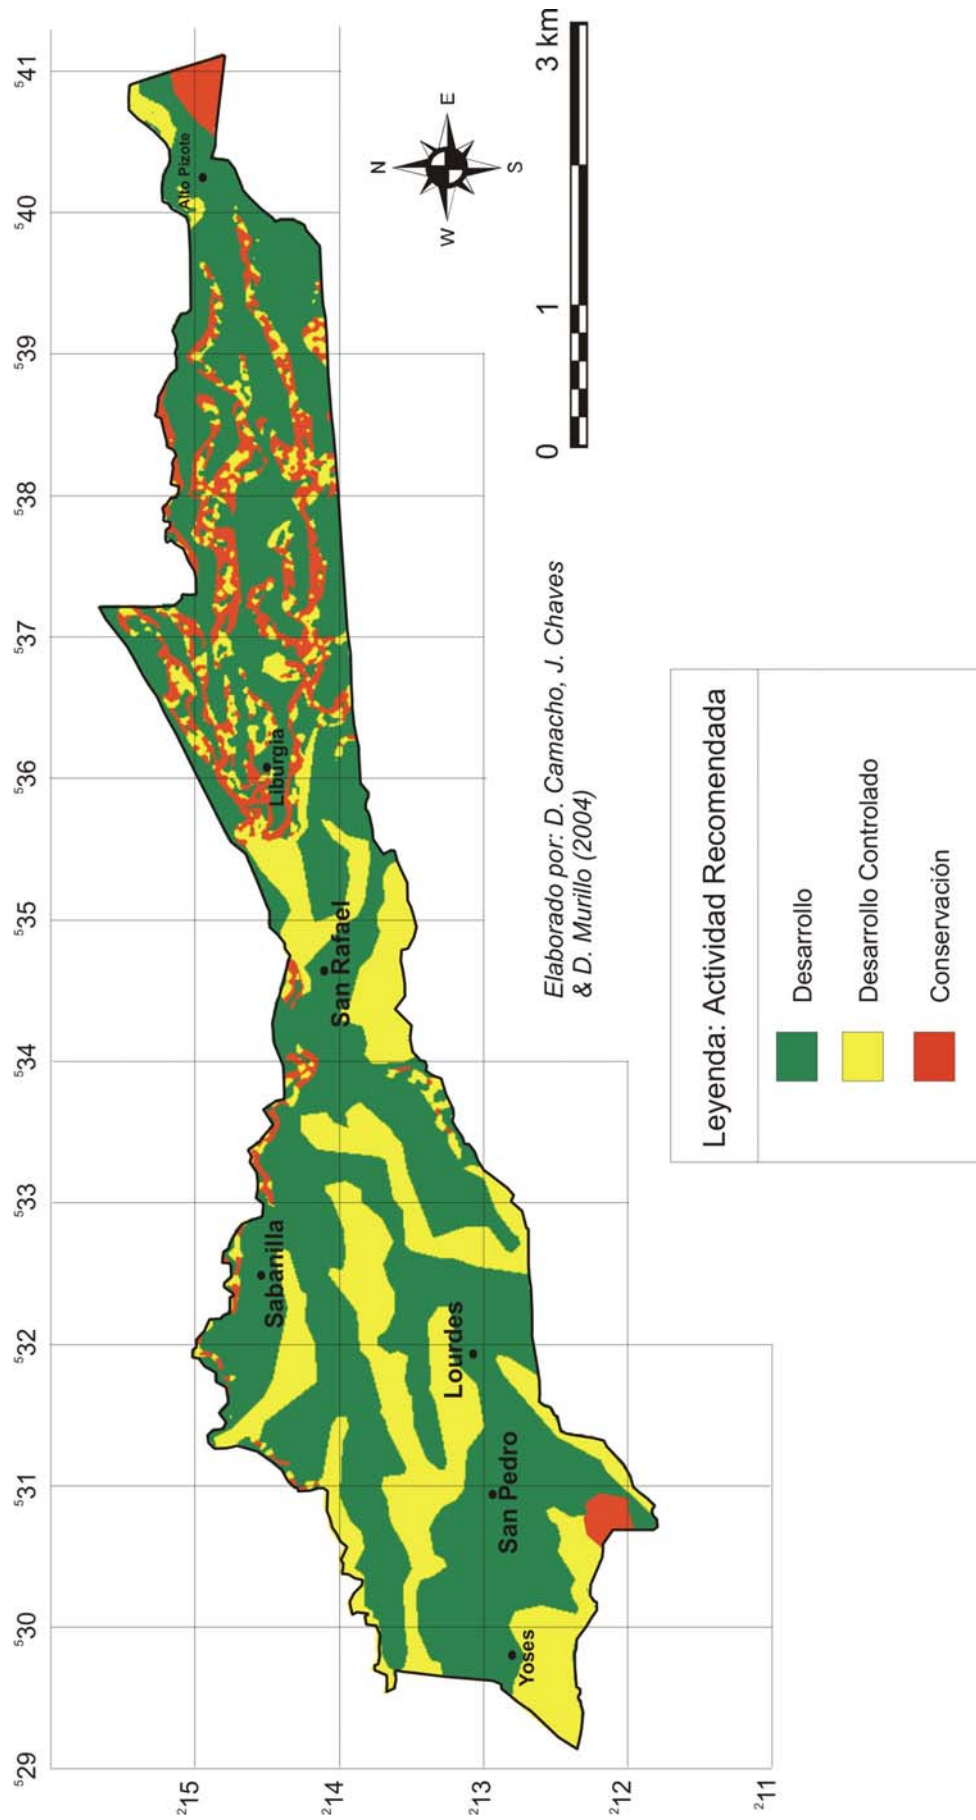 ⁵29
⁵30
⁵31
⁵32
⁵33
⁵34
⁵35
⁵36
⁵37
⁵38
⁵39
⁵40
⁵41
²15
²14
²13
²12
²11
Alto Pizote
Liburgia
San Rafael
Sabanilla
Lourdes
San Pedro
Yoses
N
W
E
S
0
1
3 km
Elaborado por: D. Camacho, J. Chaves
& D. Murillo (2004)
Leyenda: Actividad Recomendada
Desarrollo
Desarrollo Controlado
Conservación